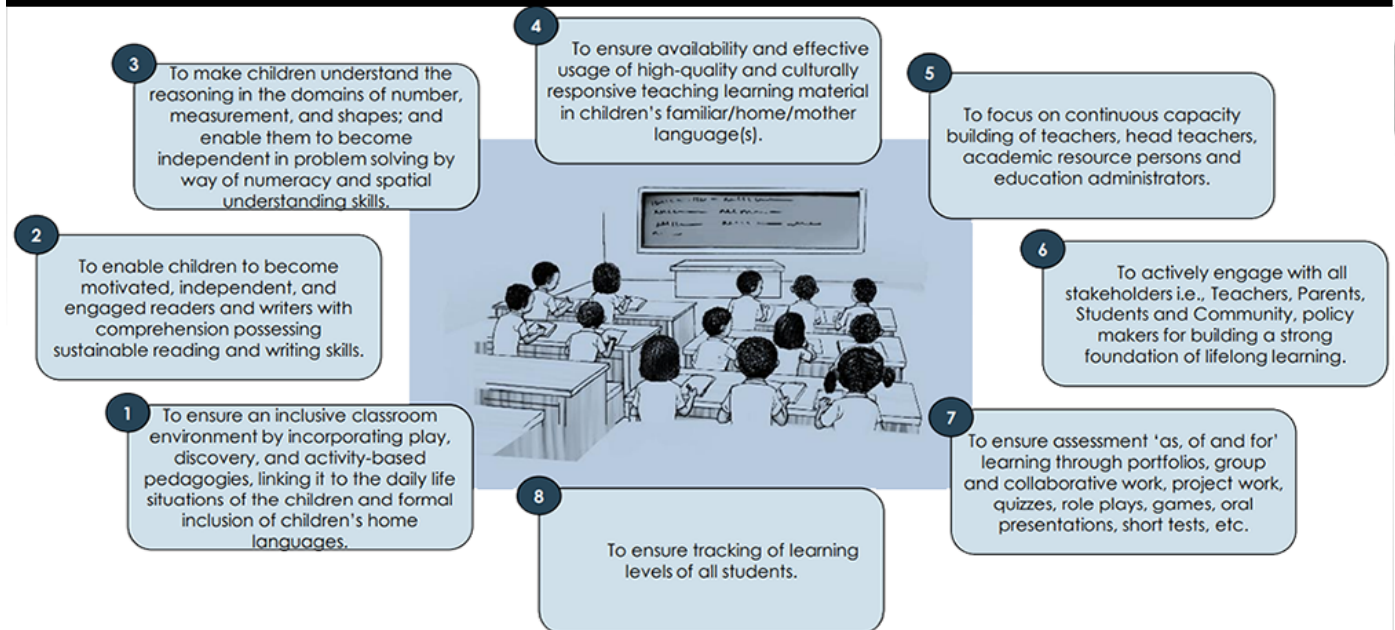 1
To ensure an inclusive classroom
environment by incorporating play,
discovery, and activity-based
pedagogies, linking it to the daily life
situations of the children and formal
inclusion of children's home
languages.
2
To enable children to become
motivated, independent, and
engaged readers and writers with
comprehension possessing
sustainable reading and writing skills.
3
To make children understand the
reasoning in the domains of number,
measurement, and shapes; and
enable them to become
independent in problem solving by
way of numeracy and spatial
understanding skills.
4
To ensure availability and effective
usage of high-quality and culturally
responsive teaching learning material
in children's familiar/home/mother
language(s).
5
To focus on continuous capacity
building of teachers, head teachers,
academic resource persons and
education administrators.
6
To actively engage with all
stakeholders i.e., Teachers, Parents,
Students and Community, policy
makers for building a strong
foundation of lifelong learning.
7
To ensure assessment ‘as, of and for’
learning through portfolios, group
and collaborative work, project work,
quizzes, role plays, games, oral
presentations, short tests, etc.
8
To ensure tracking of learning
levels of all students.